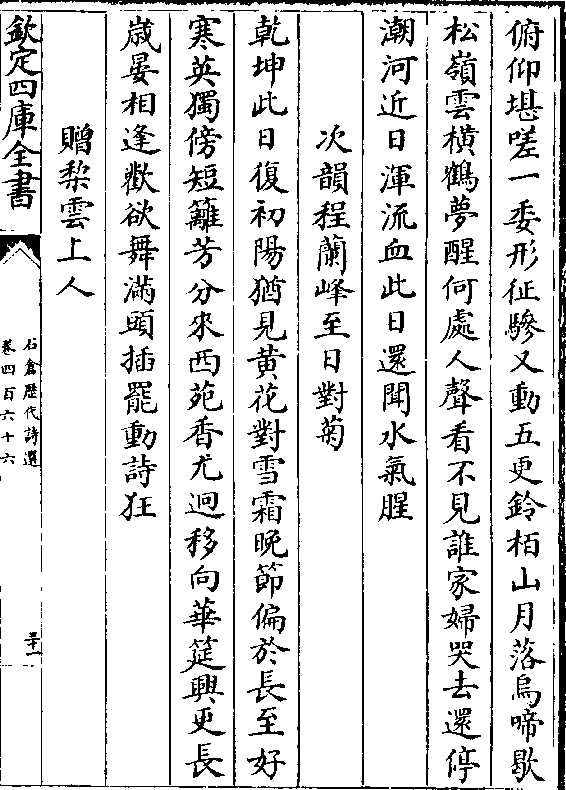 俯仰堪嗟一委形征驂又動五更鈴栢山月落烏啼歇
松嶺雲橫鶴夢醒何處人聲看不見誰家婦哭去還停
潮河近日渾流血此日還聞水氣腥
次韻程蘭峰至日對菊
乾坤此日復初陽猶見黄花對雪霜晚節偏於長至好
寒英獨傍短籬芳分來西苑香尤迥移向華筵興更長
歳晏相逢歡欲舞滿頭插罷動詩狂
贈棃雲上人
欽定四庫全書
石倉歴代詩選
卷四百六十六
三十一